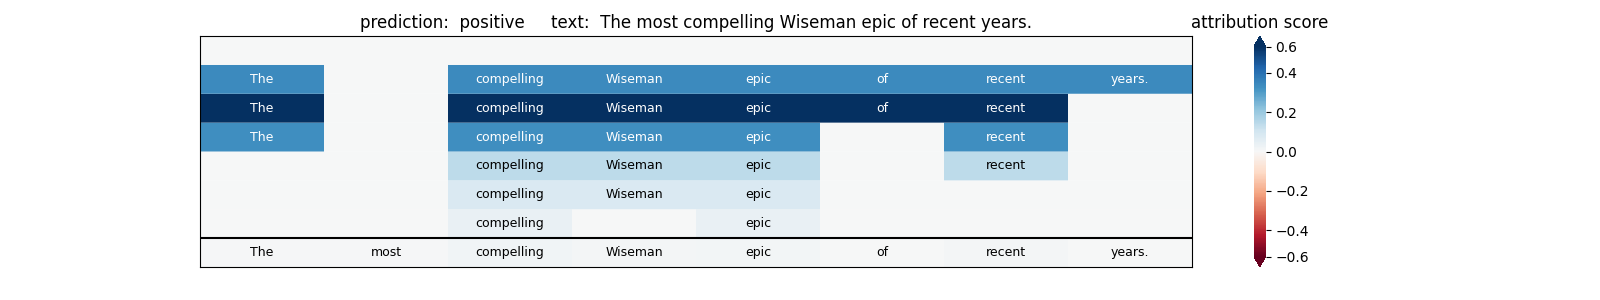 prediction: positive text: The most compelling Wiseman epic of recent years. attribution score
0.6
The compelling Wiseman epic of recent years.
0.4
The compelling Wiseman epic of recent
0.2
The compelling Wiseman epic recent
0.0
compelling Wiseman epic recent
compelling Wiseman epic
−0.2
compelling epic
−0.4
The most compelling Wiseman epic of recent years.
−0.6